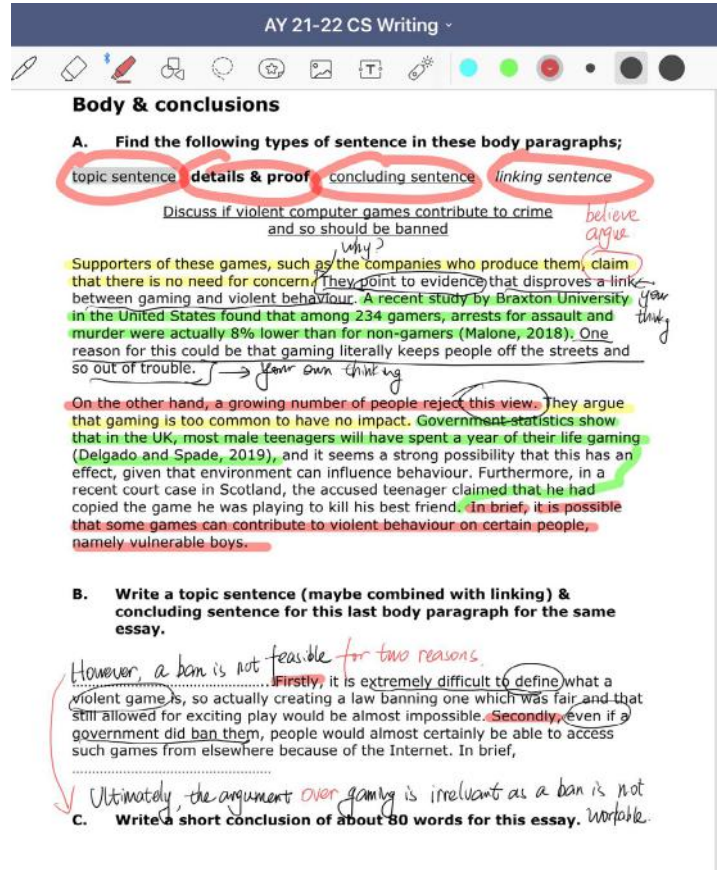 AY 21-22 CS Writing
Body & conclusions
A. Find the following types of sentence in these body paragraphs;
topic sentence details & proof concluding sentence linking sentence
Discuss if violent computer games contribute to crime
and so should be banned
believe
argue
why?
Supporters of these games, such as the companies who produce them, claim
that there is no need for concern. They point to evidence that disproves a link
between gaming and violent behaviour. A recent study by Braxton University
your
in the United States found that among 234 gamers, arrests for assault and
thinking
murder were actually 8% lower than for non-gamers (Malone, 2018). One
reason for this could be that gaming literally keeps people off the streets and
so out of trouble. → your own thinking
On the other hand, a growing number of people reject this view. They argue
that gaming is too common to have no impact. Government statistics show
that in the UK, most male teenagers will have spent a year of their life gaming
(Delgado and Spade, 2019), and it seems a strong possibility that this has an
effect, given that environment can influence behaviour. Furthermore, in a
recent court case in Scotland, the accused teenager claimed that he had
copied the game he was playing to kill his best friend. In brief, it is possible
that some games can contribute to violent behaviour on certain people,
namely vulnerable boys.
B. Write a topic sentence (maybe combined with linking) &
concluding sentence for this last body paragraph for the same
essay.
However, a ban is not feasible for two reasons.
..........................................Firstly, it is extremely difficult to define what a
violent game is, so actually creating a law banning one which was fair and that
still allowed for exciting play would be almost impossible. Secondly, even if a
government did ban them, people would almost certainly be able to access
such games from elsewhere because of the Internet. In brief,
..........................................
Ultimately, the argument over gaming is irreluant as a ban is not
workable.
C. Write a short conclusion of about 80 words for this essay.